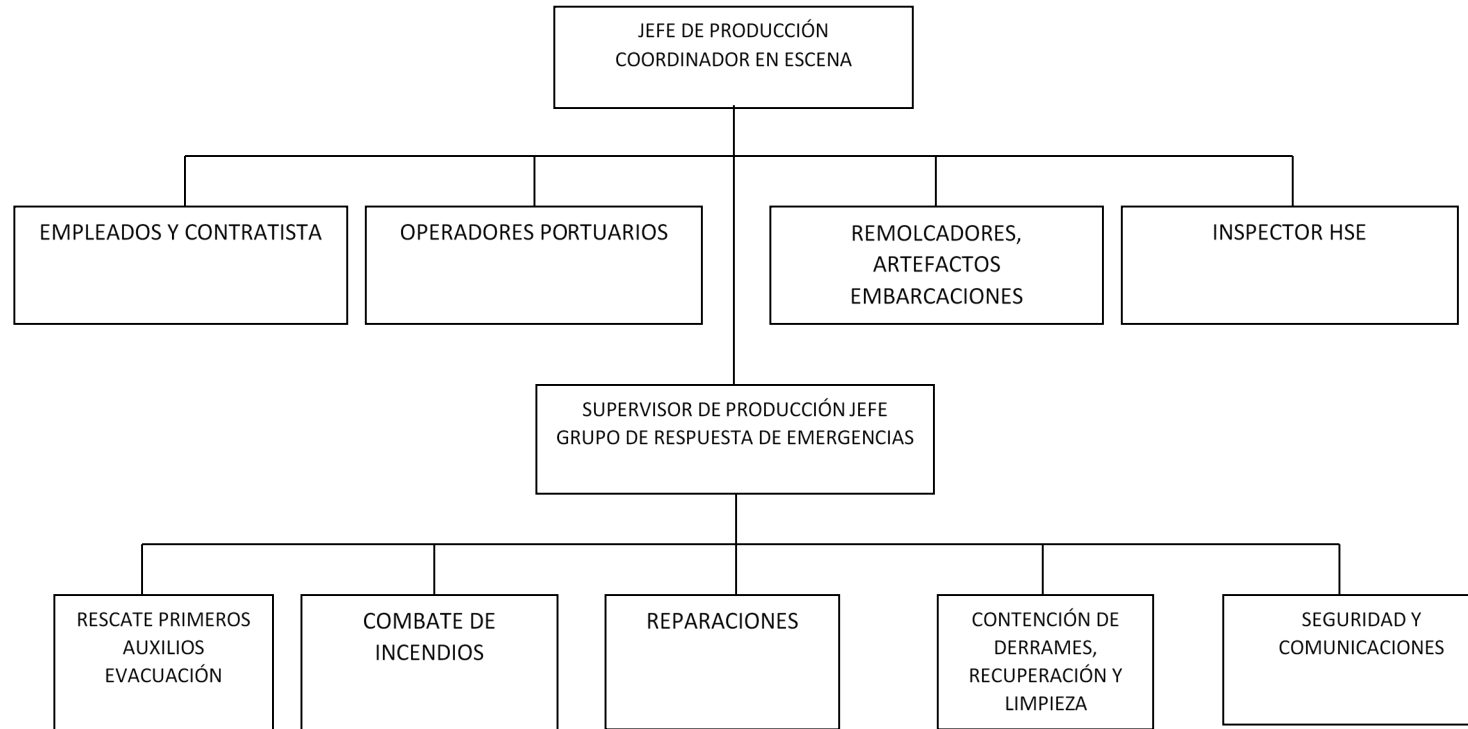 JEFE DE PRODUCCIÓN
COORDINADOR EN ESCENA
EMPLEADOS Y CONTRATISTA
OPERADORES PORTUARIOS
REMOLCADORES,
ARTEFACTOS
EMBARCACIONES
INSPECTOR HSE
SUPERVISOR DE PRODUCCIÓN JEFE
GRUPO DE RESPUESTA DE EMERGENCIAS
RESCATE PRIMEROS
AUXILIOS
EVACUACIÓN
COMBATE DE
INCENDIOS
REPARACIONES
CONTENCIÓN DE
DERRAMES,
RECUPERACIÓN Y
LIMPIEZA
SEGURIDAD Y
COMUNICACIONES